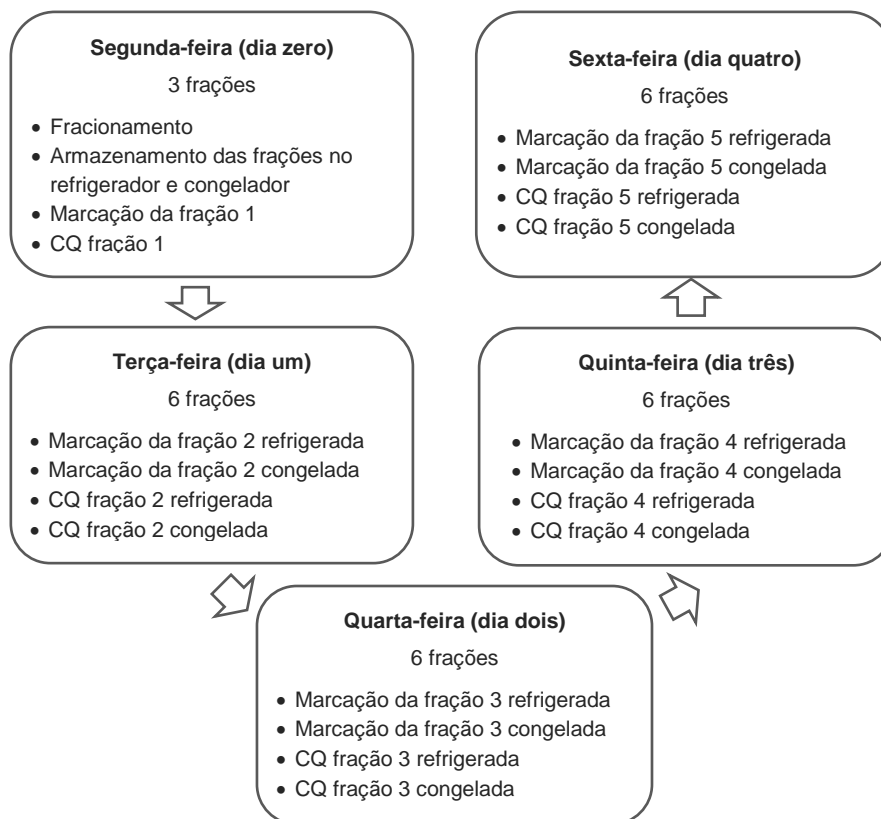 Segunda-feira (dia zero)
3 frações
• Fracionamento
• Armazenamento das frações no
refrigerador e congelador
• Marcação da fração 1
• CQ fração 1
Terça-feira (dia um)
6 frações
• Marcação da fração 2 refrigerada
• Marcação da fração 2 congelada
• CQ fração 2 refrigerada
• CQ fração 2 congelada
Quarta-feira (dia dois)
6 frações
• Marcação da fração 3 refrigerada
• Marcação da fração 3 congelada
• CQ fração 3 refrigerada
• CQ fração 3 congelada
Quinta-feira (dia três)
6 frações
• Marcação da fração 4 refrigerada
• Marcação da fração 4 congelada
• CQ fração 4 refrigerada
• CQ fração 4 congelada
Sexta-feira (dia quatro)
6 frações
• Marcação da fração 5 refrigerada
• Marcação da fração 5 congelada
• CQ fração 5 refrigerada
• CQ fração 5 congelada